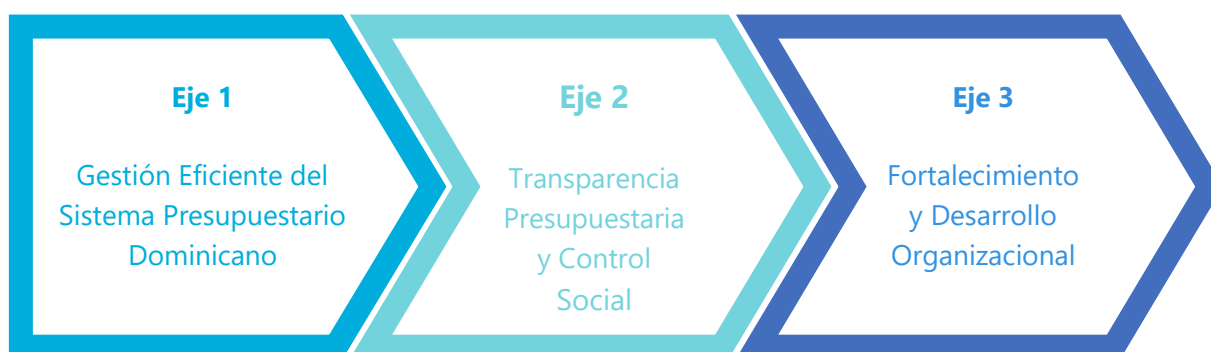 Eje 1
Gestión Eficiente del
Sistema Presupuestario
Dominicano
Eje 2
Transparencia
Presupuestaria
y Control
Social
Eje 3
Fortalecimiento
y Desarrollo
Organizacional